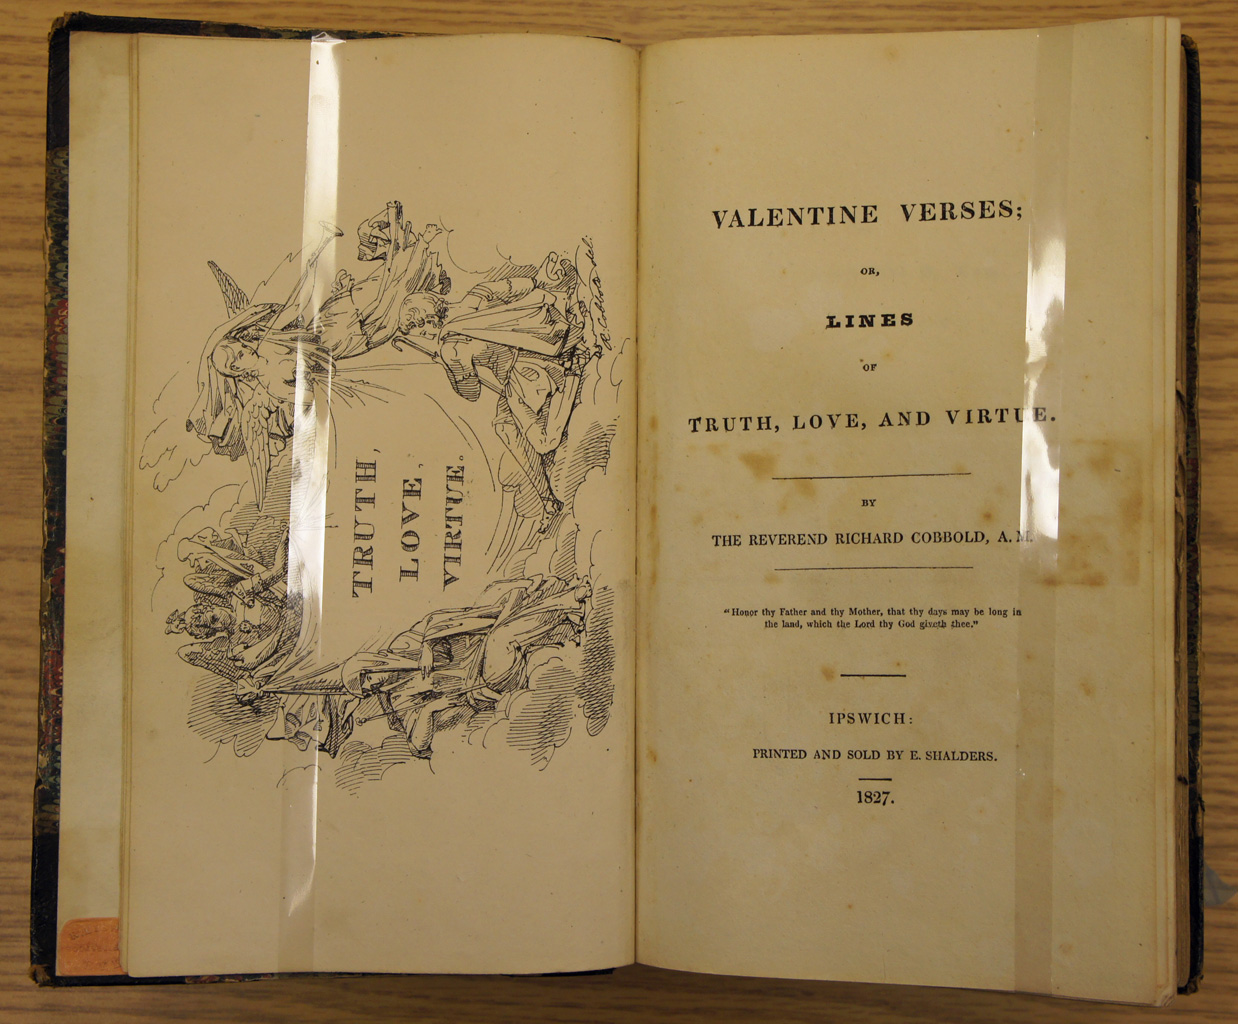 TRUTH,
LOVE,
VIRTUE.
VALENTINE VERSES;
OR,
LINES
OF
TRUTH, LOVE, AND VIRTUE.
BY
THE REVEREND RICHARD COBBOLD, A.M.
"Honor thy Father and thy Mother, that thy days may be long in
the land, which the Lord thy God giveth thee."
IPSWICH:
PRINTED AND SOLD BY E. SHALDERS.
1827.